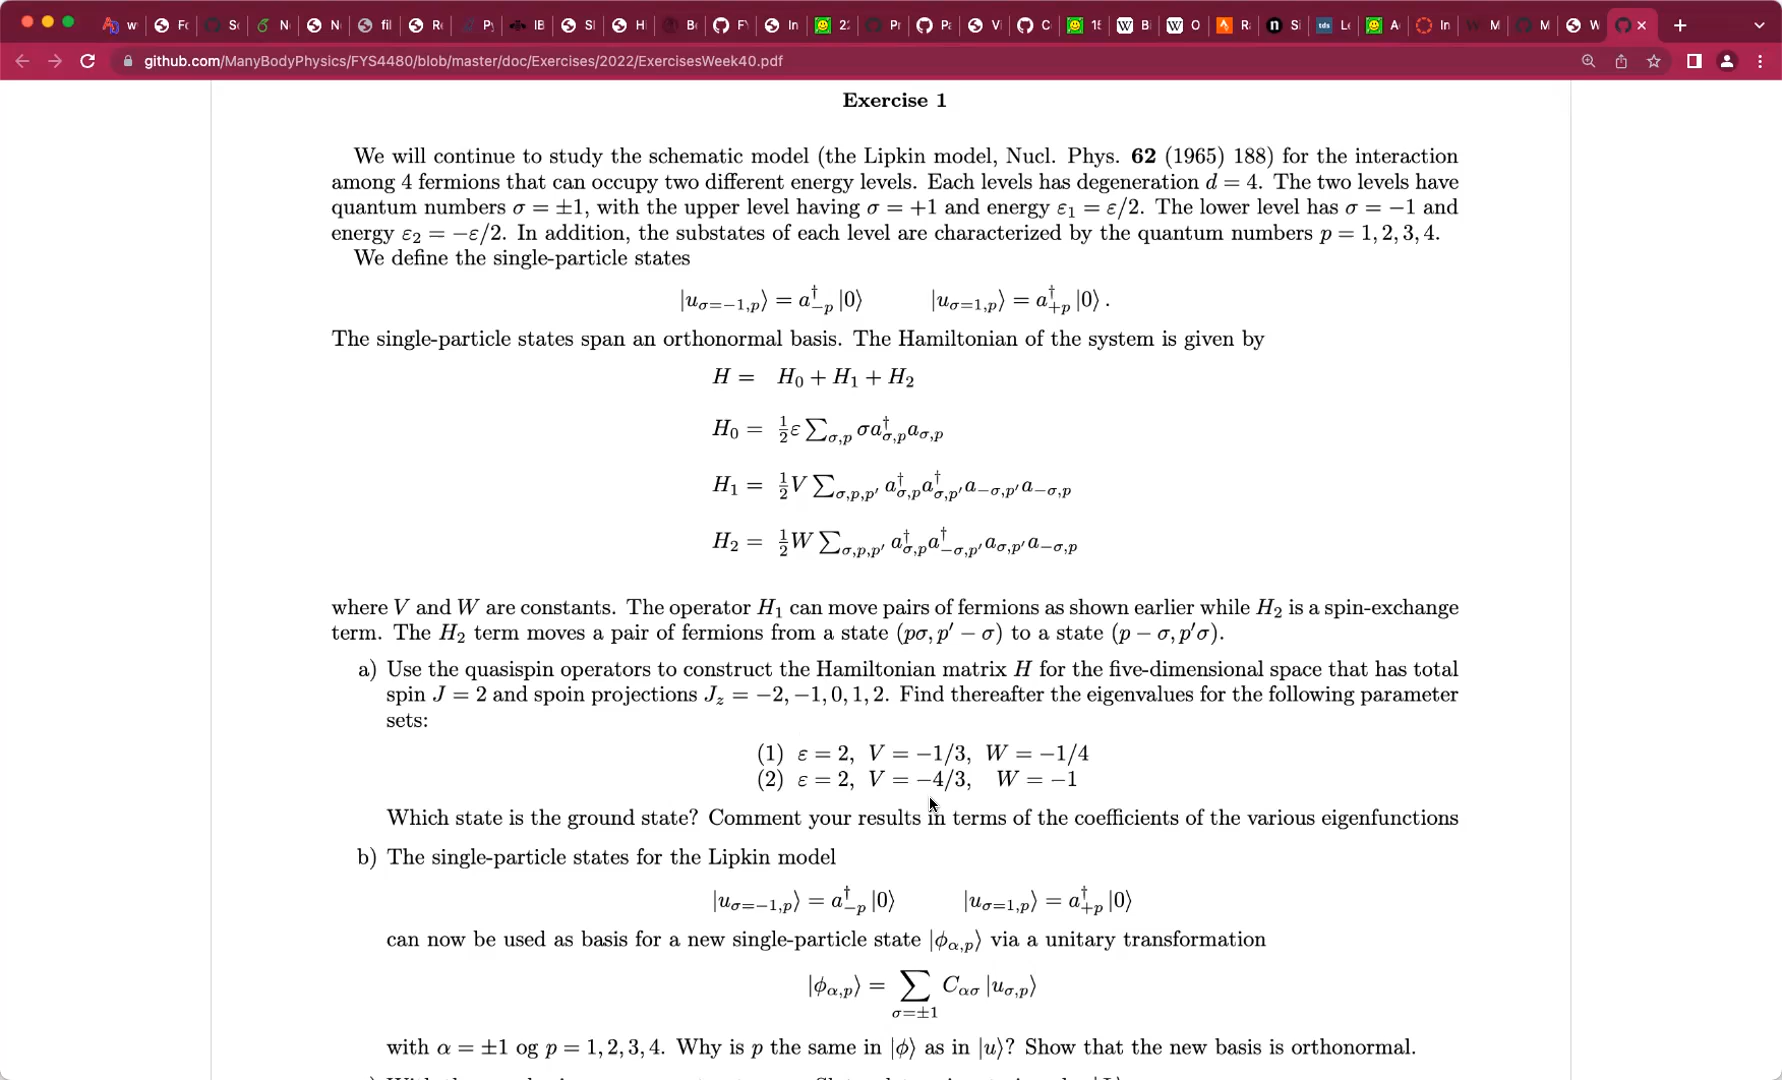 github.com/ManyBodyPhysics/FYS4480/blob/master/doc/Exercises/2022/ExercisesWeek40.pdf
Exercise 1
We will continue to study the schematic model (the Lipkin model, Nucl. Phys. 62 (1965) 188) for the interaction
among 4 fermions that can occupy two different energy levels. Each levels has degeneration d = 4. The two levels have
quantum numbers σ = ±1, with the upper level having σ = +1 and energy ε₁ = ε/2. The lower level has σ = −1 and
energy ε₂ = −ε/2. In addition, the substates of each level are characterized by the quantum numbers p = 1, 2, 3, 4.
We define the single-particle states
|u_{σ=−1,p}⟩ = a†_{−p} |0⟩ |u_{σ=1,p}⟩ = a†_{+p} |0⟩ .
The single-particle states span an orthonormal basis. The Hamiltonian of the system is given by
H = H₀ + H₁ + H₂
H₀ = ½ε ∑_{σ,p} σa†_{σ,p}a_{σ,p}
H₁ = ½V ∑_{σ,p,p′} a†_{σ,p}a†_{σ,p′}a_{−σ,p′}a_{−σ,p}
H₂ = ½W ∑_{σ,p,p′} a†_{σ,p}a†_{−σ,p′}a_{σ,p′}a_{−σ,p}
where V and W are constants. The operator H₁ can move pairs of fermions as shown earlier while H₂ is a spin-exchange
term. The H₂ term moves a pair of fermions from a state (pσ, p′ − σ) to a state (p − σ, p′σ).
a) Use the quasispin operators to construct the Hamiltonian matrix H for the five-dimensional space that has total
spin J = 2 and spoin projections J_z = −2, −1, 0, 1, 2. Find thereafter the eigenvalues for the following parameter
sets:
(1) ε = 2, V = −1/3, W = −1/4
(2) ε = 2, V = −4/3, W = −1
Which state is the ground state? Comment your results in terms of the coefficients of the various eigenfunctions
b) The single-particle states for the Lipkin model
|u_{σ=−1,p}⟩ = a†_{−p} |0⟩ |u_{σ=1,p}⟩ = a†_{+p} |0⟩
can now be used as basis for a new single-particle state |ϕ_{α,p}⟩ via a unitary transformation
|ϕ_{α,p}⟩ = ∑_{σ=±1} C_{ασ} |u_{σ,p}⟩
with α = ±1 og p = 1, 2, 3, 4. Why is p the same in |ϕ⟩ as in |u⟩? Show that the new basis is orthonormal.